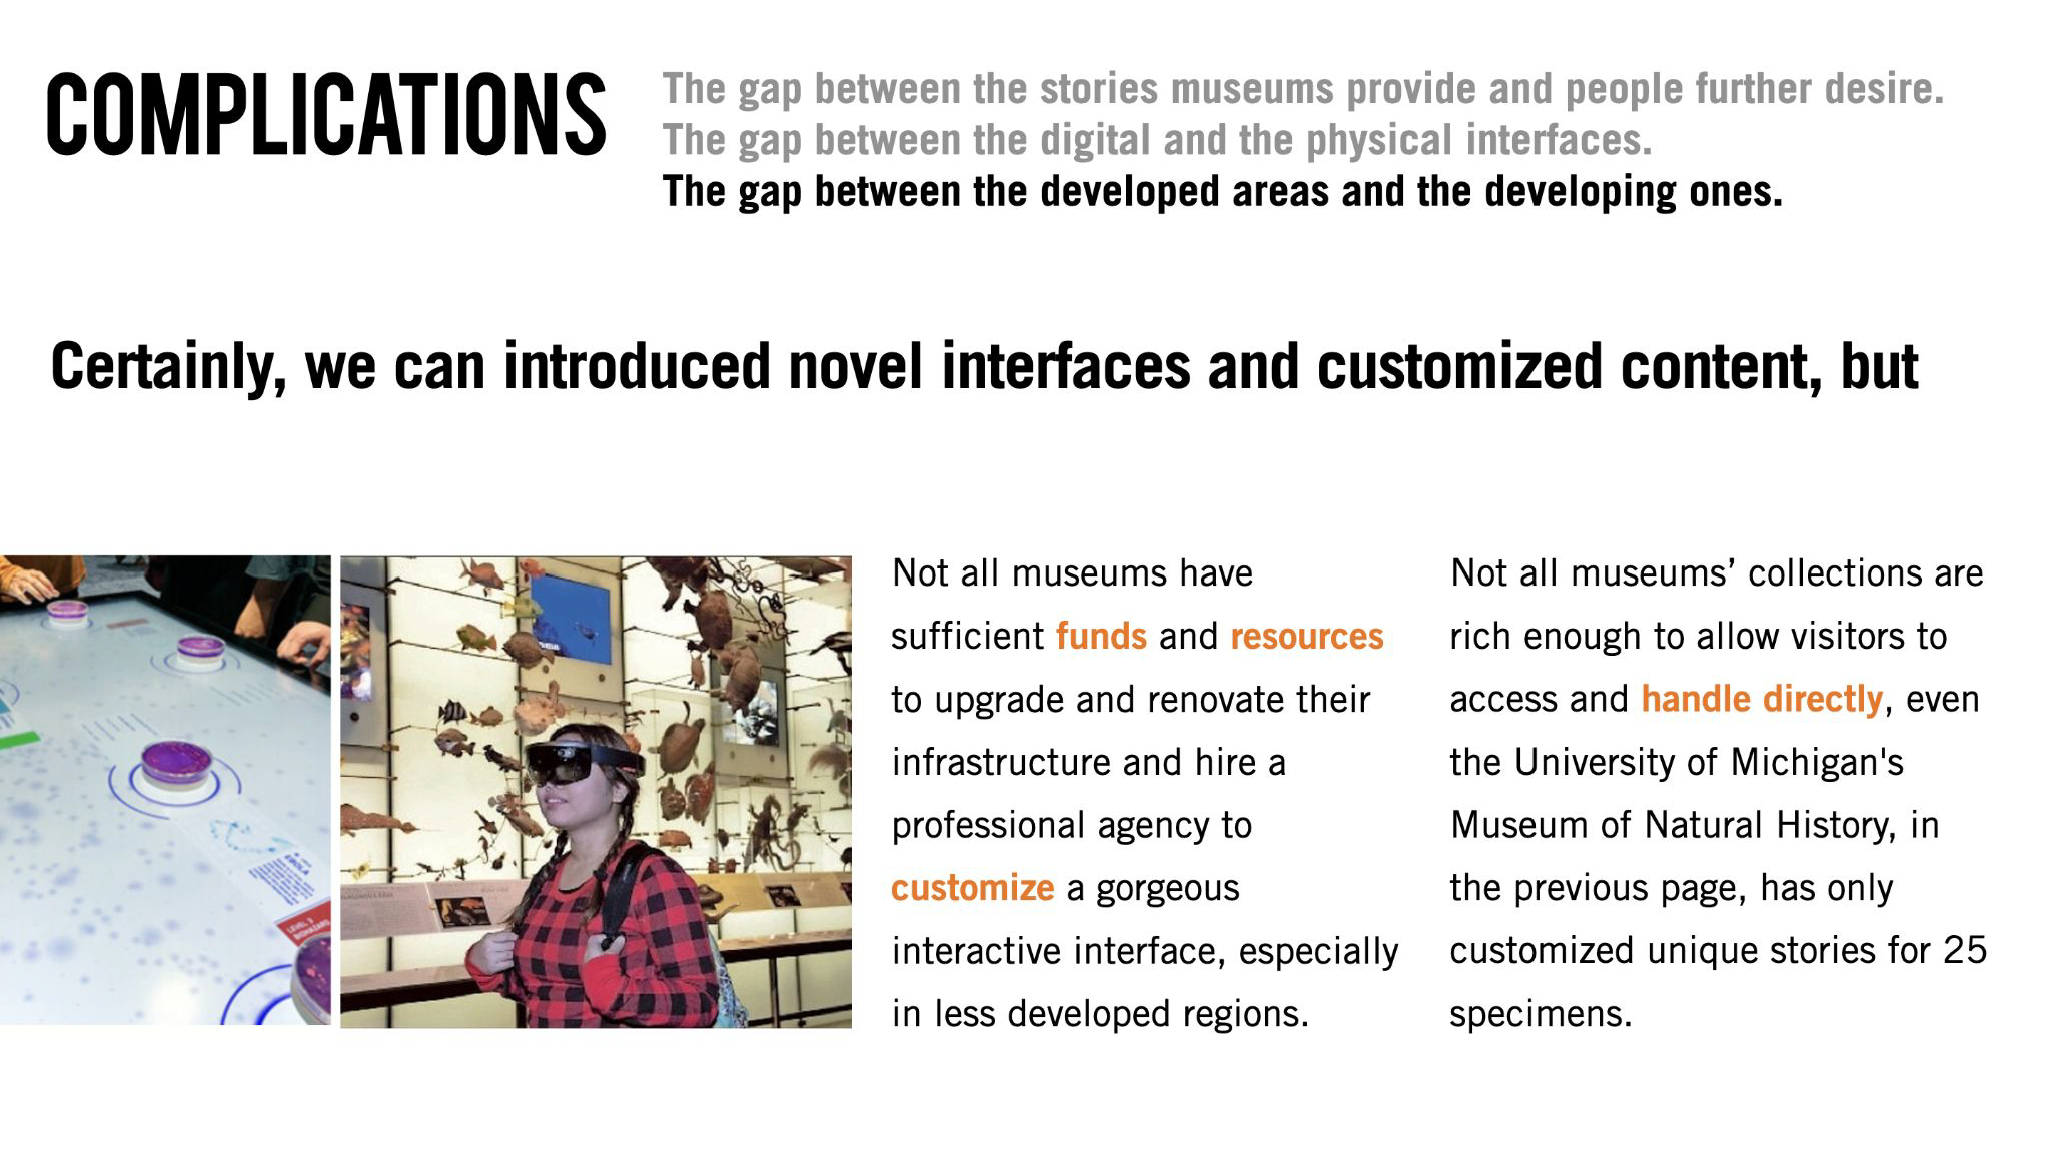 COMPLICATIONS
The gap between the stories museums provide and people further desire.
The gap between the digital and the physical interfaces.
The gap between the developed areas and the developing ones.
Certainly, we can introduced novel interfaces and customized content, but
Not all museums have
sufficient funds and resources
to upgrade and renovate their
infrastructure and hire a
professional agency to
customize a gorgeous
interactive interface, especially
in less developed regions.
Not all museums’ collections are
rich enough to allow visitors to
access and handle directly, even
the University of Michigan's
Museum of Natural History, in
the previous page, has only
customized unique stories for 25
specimens.
EBOLA
LEVEL 3
BIOHAZARD